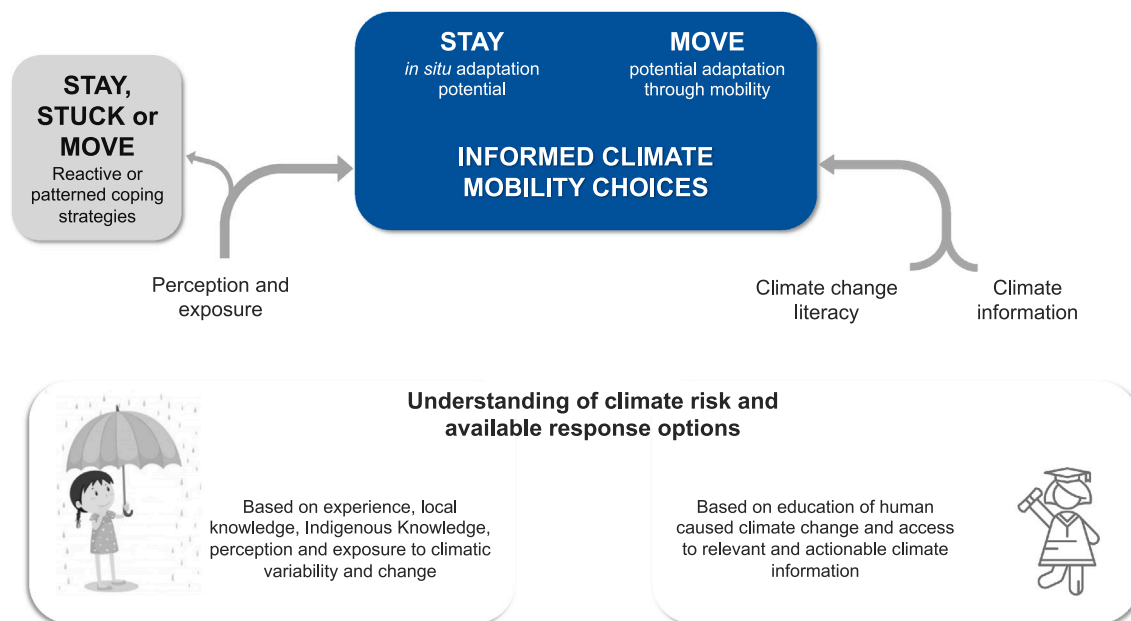 STAY,
STUCK or
MOVE
Reactive or
patterned coping
strategies
STAY
in situ adaptation
potential
MOVE
potential adaptation
through mobility
INFORMED CLIMATE
MOBILITY CHOICES
Perception and
exposure
Climate change
literacy
Climate
information
Understanding of climate risk and
available response options
Based on experience, local
knowledge, Indigenous Knowledge,
perception and exposure to climatic
variability and change
Based on education of human
caused climate change and access
to relevant and actionable climate
information